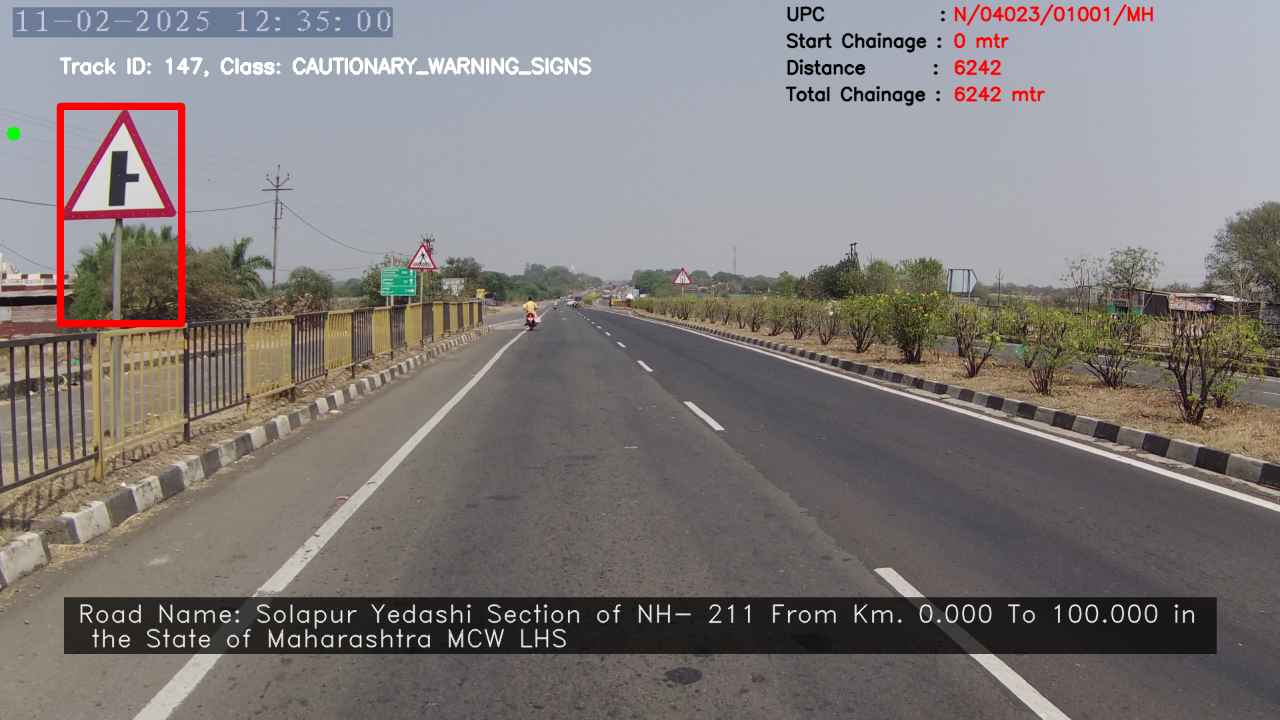 11-02-2025 12:35:00
Track ID: 147, Class: CAUTIONARY_WARNING_SIGNS
UPC : N/04023/01001/MH
Start Chainage : 0 mtr
Distance : 6242
Total Chainage : 6242 mtr
Road Name: Solapur Yedashi Section of NH- 211 From Km. 0.000 To 100.000 in
the State of Maharashtra MCW LHS